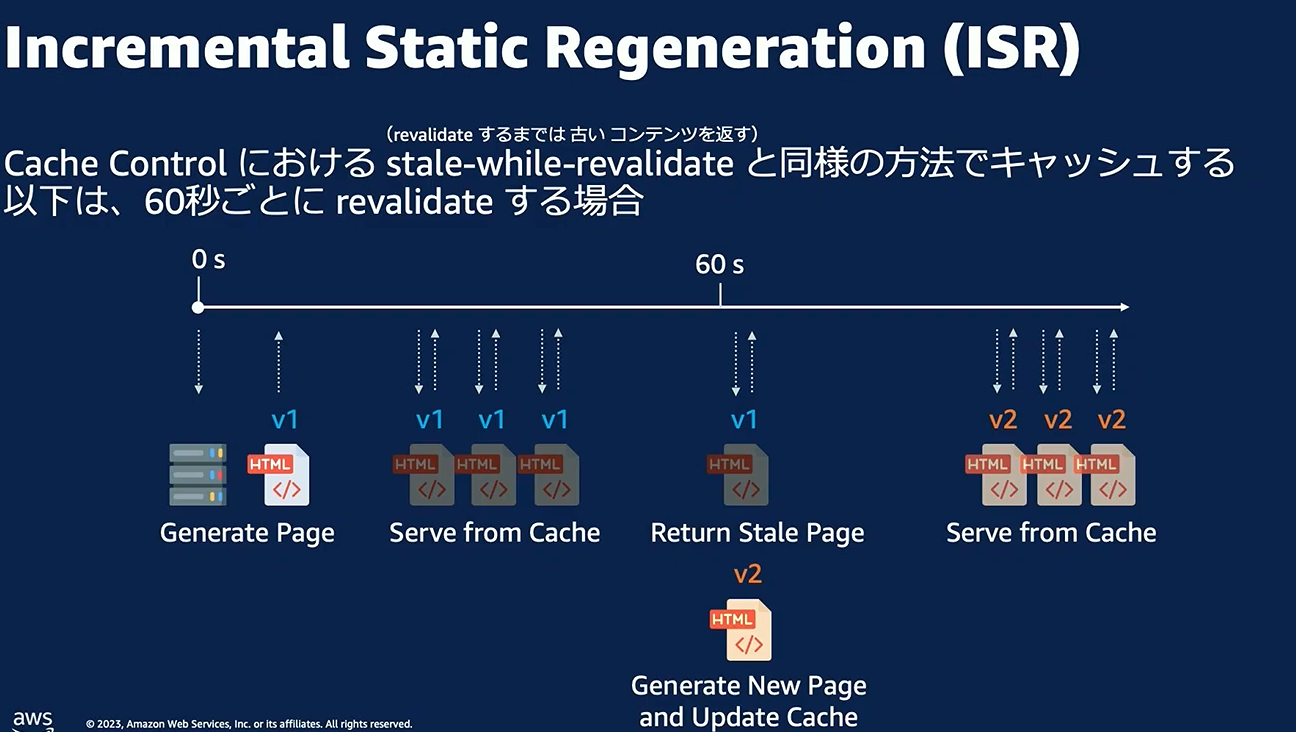 Incremental Static Regeneration (ISR)
（revalidate するまでは 古い コンテンツを返す）
Cache Control における stale-while-revalidate と同様の方法でキャッシュする
以下は、60秒ごとに revalidate する場合
0 s
60 s
v1
v1
v1
v1
v1
v2
v2
v2
HTML
</>
HTML
</>
HTML
</>
HTML
</>
HTML
</>
HTML
</>
HTML
</>
HTML
</>
Generate Page
Serve from Cache
Return Stale Page
Serve from Cache
v2
HTML
</>
Generate New Page
and Update Cache
aws
© 2023, Amazon Web Services, Inc. or its affiliates. All rights reserved.